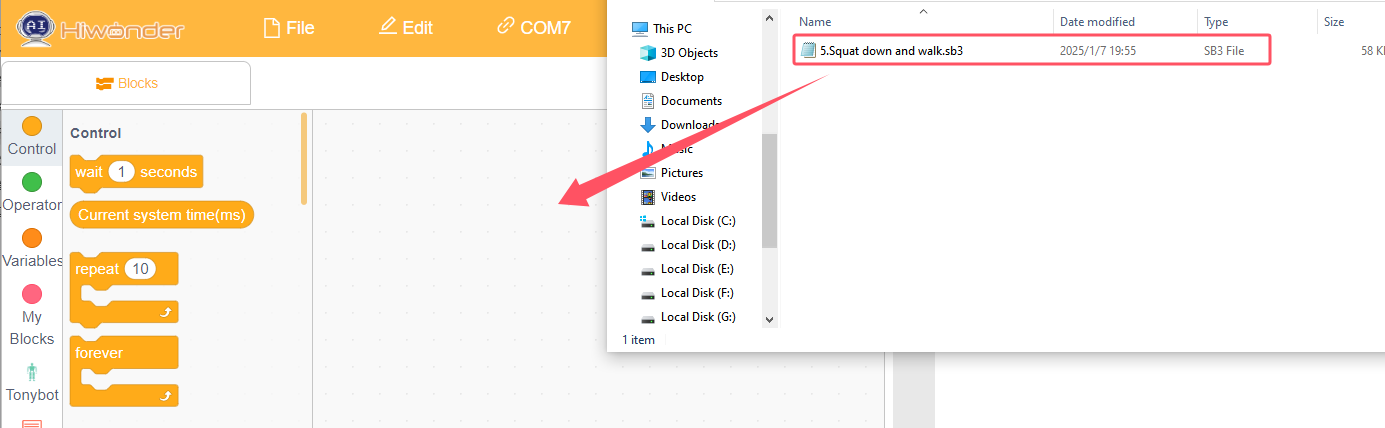 AI Hiwonder
File
Edit
COM7
Blocks
Control
Operator
Variables
My
Blocks
Tonybot
Control
wait 1 seconds
Current system time(ms)
repeat 10
forever
This PC
3D Objects
Desktop
Documents
Downloads
Music
Pictures
Videos
Local Disk (C:)
Local Disk (D:)
Local Disk (E:)
Local Disk (F:)
Local Disk (G:)
1 item
Name Date modified Type Size
5.Squat down and walk.sb3 2025/1/7 19:55 SB3 File 58 K